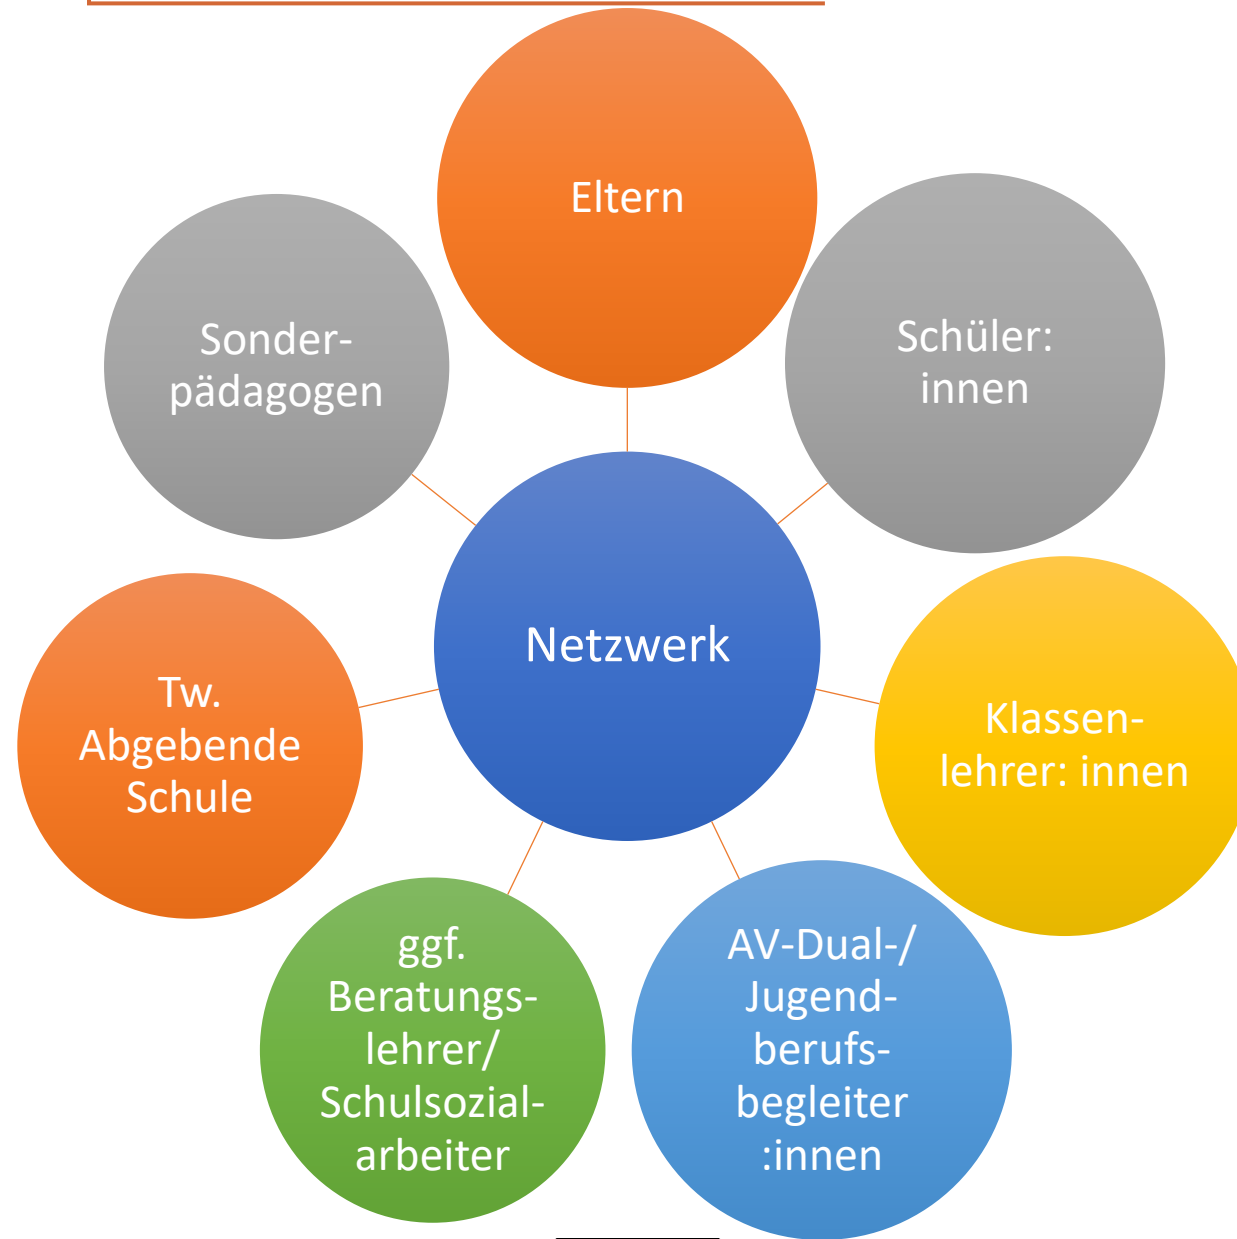 Eltern
Schüler:
innen
Sonder-
pädagogen
Netzwerk
Klassen-
lehrer: innen
Tw.
Abgebende
Schule
AV-Dual-/
Jugend-
berufs-
begleiter
:innen
ggf.
Beratungs-
lehrer/
Schulsozial-
arbeiter